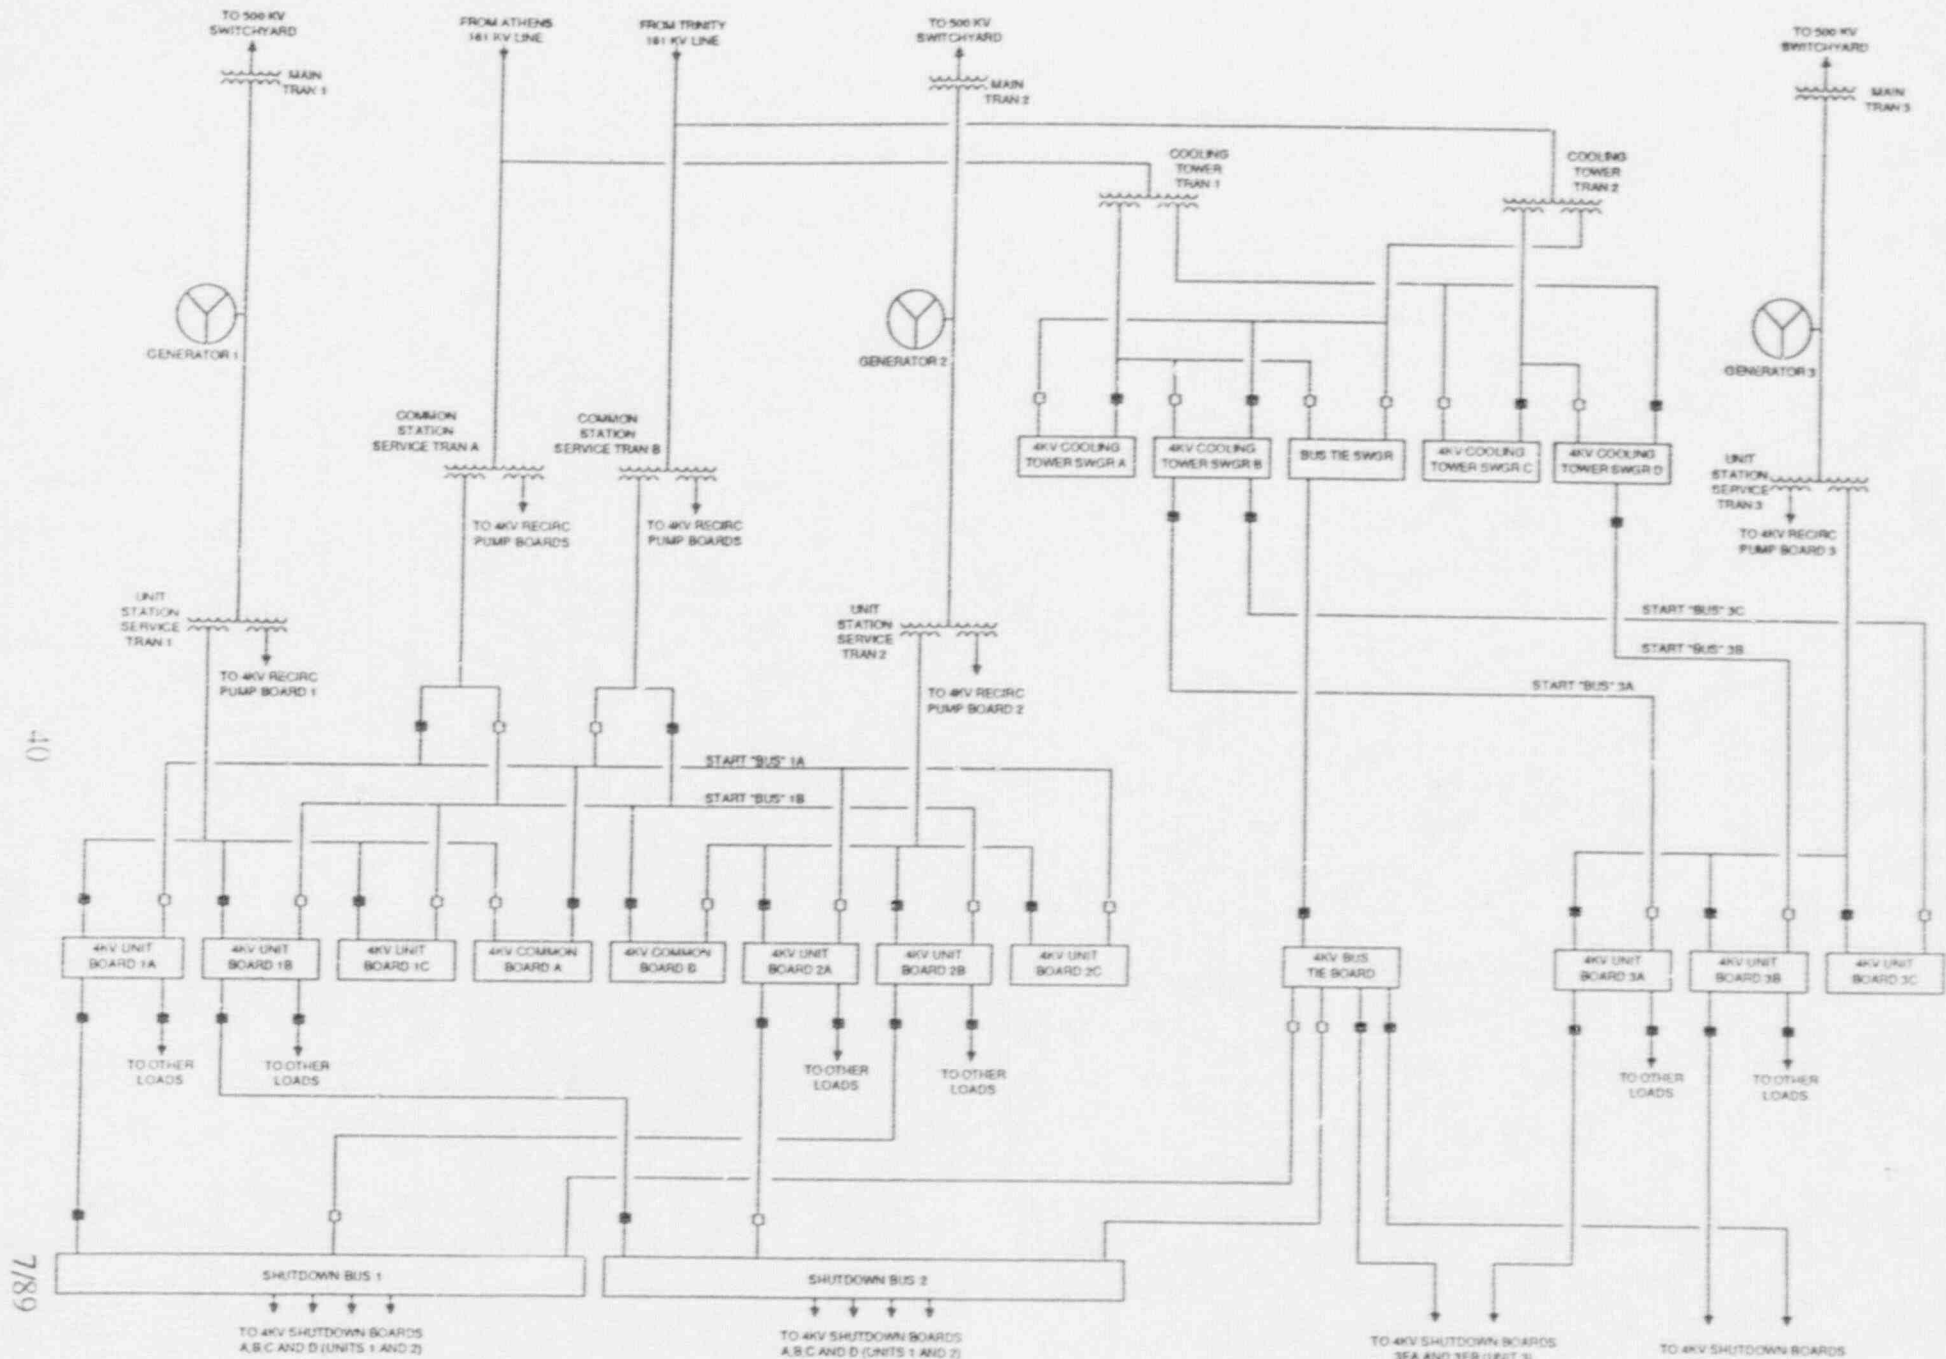 TO 500 KV
SWITCHYARD
FROM ATHENS
161 KV LINE
FROM TRINITY
161 KV LINE
TO 500 KV
SWITCHYARD
TO 500 KV
SWITCHYARD
MAIN
TRAN 1
MAIN
TRAN 2
MAIN
TRAN 3
COOLING
TOWER
TRAN 1
COOLING
TOWER
TRAN 2
GENERATOR 1
GENERATOR 2
GENERATOR 3
COMMON
STATION
SERVICE TRAN A
COMMON
STATION
SERVICE TRAN B
4KV COOLING
TOWER SWGR A
4KV COOLING
TOWER SWGR B
BUS TIE SWGR
4KV COOLING
TOWER SWGR C
4KV COOLING
TOWER SWGR D
UNIT
STATION
SERVICE
TRAN 3
TO 4KV RECIRC
PUMP BOARDS
TO 4KV RECIRC
PUMP BOARDS
TO 4KV RECIRC
PUMP BOARD 3
UNIT
STATION
SERVICE
TRAN 1
UNIT
STATION
SERVICE
TRAN 2
START "BUS" 3C
START "BUS" 3B
START "BUS" 3A
TO 4KV RECIRC
PUMP BOARD 1
TO 4KV RECIRC
PUMP BOARD 2
START "BUS" 1A
START "BUS" 1B
4KV UNIT
BOARD 1A
4KV UNIT
BOARD 1B
4KV UNIT
BOARD 1C
4KV COMMON
BOARD A
4KV COMMON
BOARD B
4KV UNIT
BOARD 2A
4KV UNIT
BOARD 2B
4KV UNIT
BOARD 2C
4KV BUS
TIE BOARD
4KV UNIT
BOARD 3A
4KV UNIT
BOARD 3B
4KV UNIT
BOARD 3C
TO OTHER
LOADS
TO OTHER
LOADS
TO OTHER
LOADS
TO OTHER
LOADS
TO OTHER
LOADS
TO OTHER
LOADS
SHUTDOWN BUS 1
SHUTDOWN BUS 2
TO 4KV SHUTDOWN BOARDS
A,B,C AND D (UNITS 1 AND 2)
TO 4KV SHUTDOWN BOARDS
A,B,C AND D (UNITS 1 AND 2)
TO 4KV SHUTDOWN BOARDS
3EA AND 3EB (UNIT 3)
TO 4KV SHUTDOWN BOARDS
40
7/89